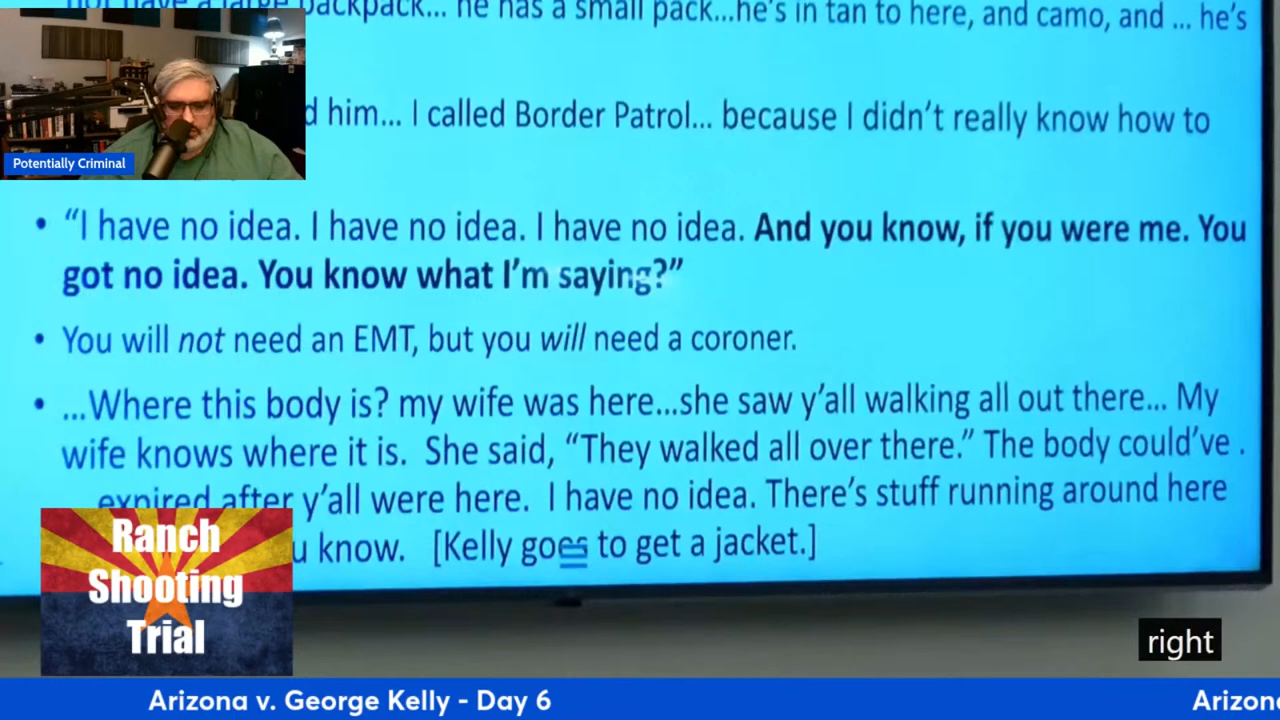 backpack... he has a small pack...he's in tan to here, and camo, and ... he's
d him... I called Border Patrol... because I didn't really know how to
Potentially Criminal
• “I have no idea. I have no idea. I have no idea. And you know, if you were me. You
got no idea. You know what I'm saying?”
• You will not need an EMT, but you will need a coroner.
• ...Where this body is? my wife was here...she saw y'all walking all out there... My
wife knows where it is. She said, “They walked all over there.” The body could've .
expired after y'all were here. I have no idea. There's stuff running around here
u know. [Kelly goes to get a jacket.]
Ranch
Shooting
Trial
right
Arizona v. George Kelly - Day 6
Arizon